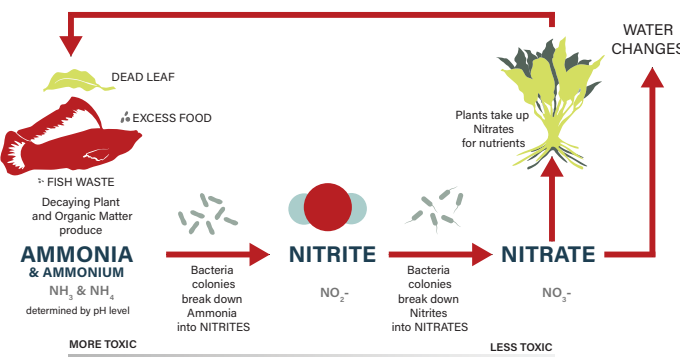 WATER
CHANGES
DEAD LEAF
EXCESS FOOD
Plants take up
Nitrates
for nutrients
FISH WASTE
Decaying Plant
and Organic Matter
produce
AMMONIA
& AMMONIUM
NH3 & NH4
determined by pH level
Bacteria
colonies
break down
Ammonia
into NITRITES
NITRITE
NO2-
Bacteria
colonies
break down
Nitrites
into NITRATES
NITRATE
NO3-
MORE TOXIC
LESS TOXIC